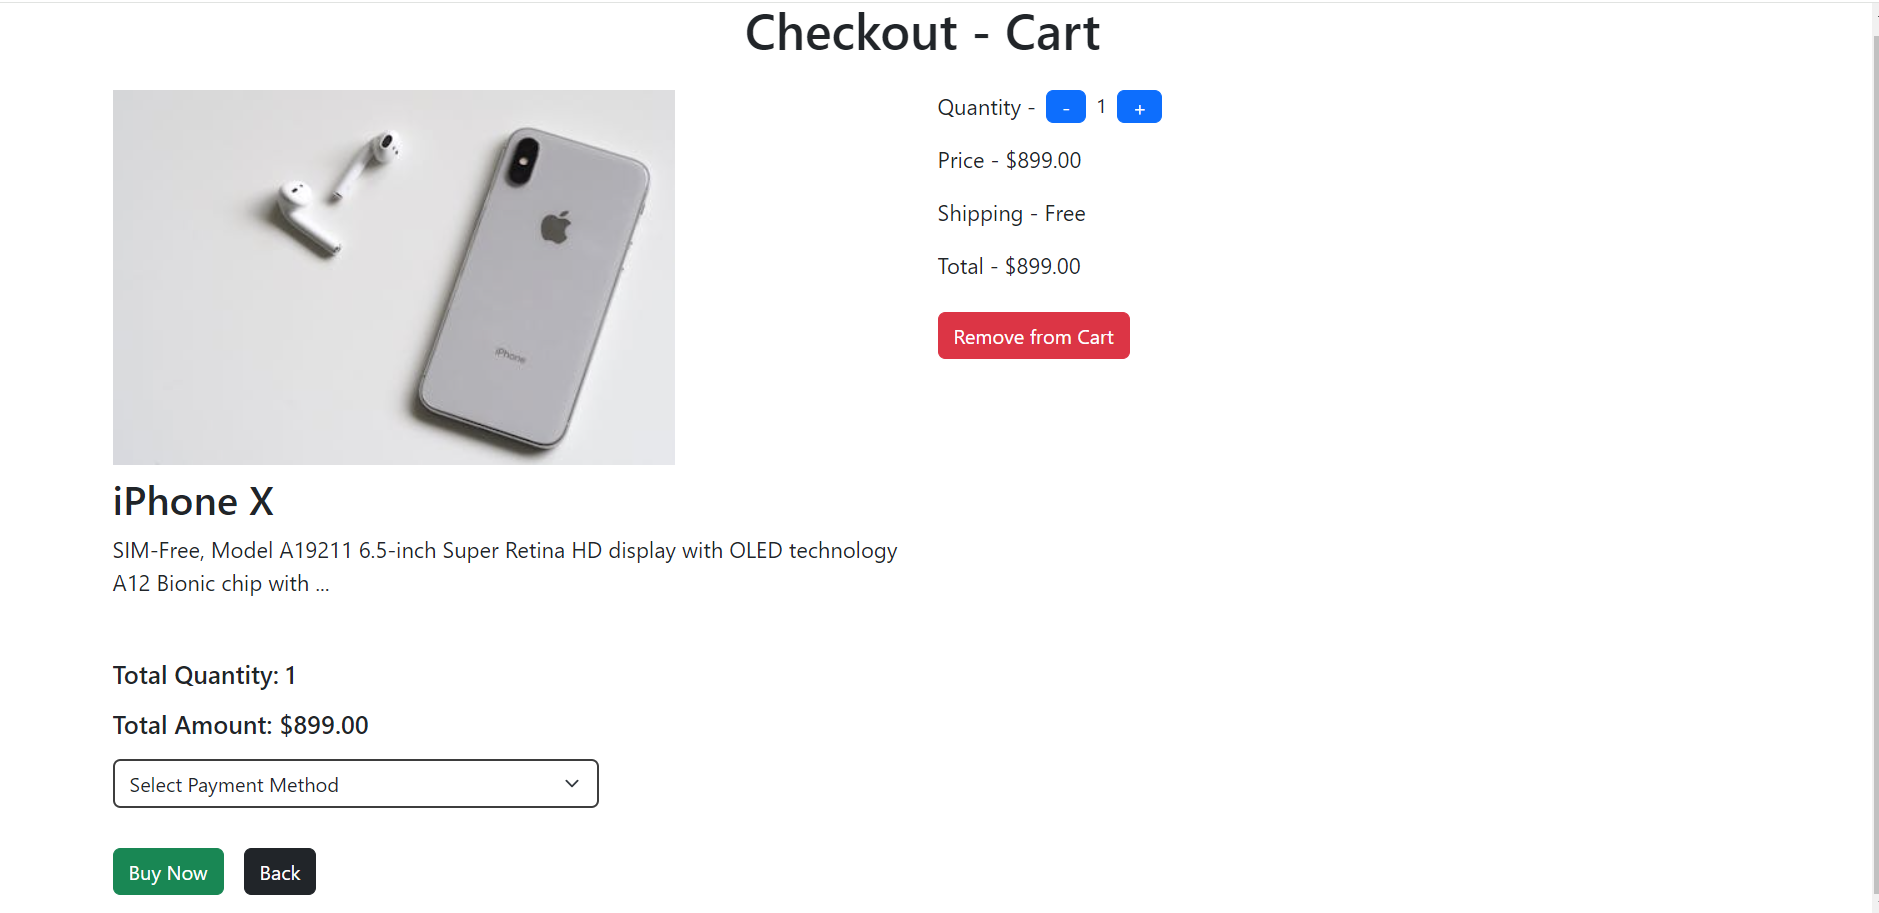 Checkout - Cart
Quantity - - 1 +
Price - $899.00
Shipping - Free
Total - $899.00
Remove from Cart
iPhone
iPhone X
SIM-Free, Model A19211 6.5-inch Super Retina HD display with OLED technology
A12 Bionic chip with ...
Total Quantity: 1
Total Amount: $899.00
Select Payment Method
Buy Now Back